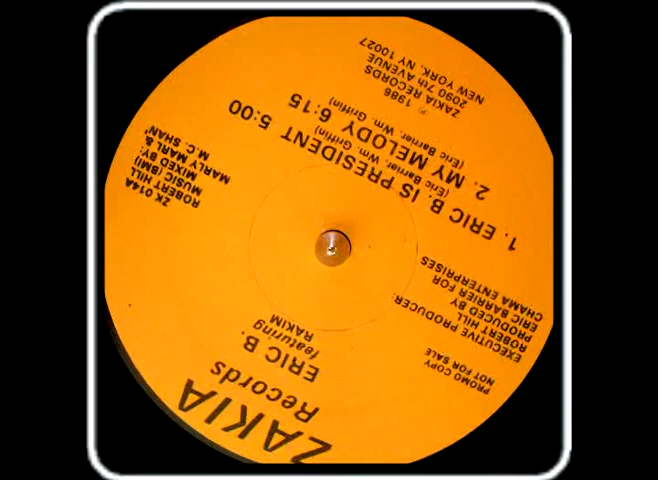 ZAKIA
Records
ERIC B.
featuring
RAKIM
PROMO COPY
NOT FOR SALE
EXECUTIVE PRODUCER:
ROBERT HILL
PRODUCED BY
ERIC BARRIER FOR
CHAMA ENTERPRISES
ZK 014A
ROBERT HILL
MUSIC (BMI)
MIXED BY:
MARLY MARL &
M.C. SHAN'
1. ERIC B. IS PRESIDENT 5:00
(Eric Barrier, Wm. Griffin)
2. MY MELODY 6:15
(Eric Barrier, Wm. Griffin)
℗ 1986
ZAKIA RECORDS
2090 7th AVENUE
NEW YORK, NY 10027